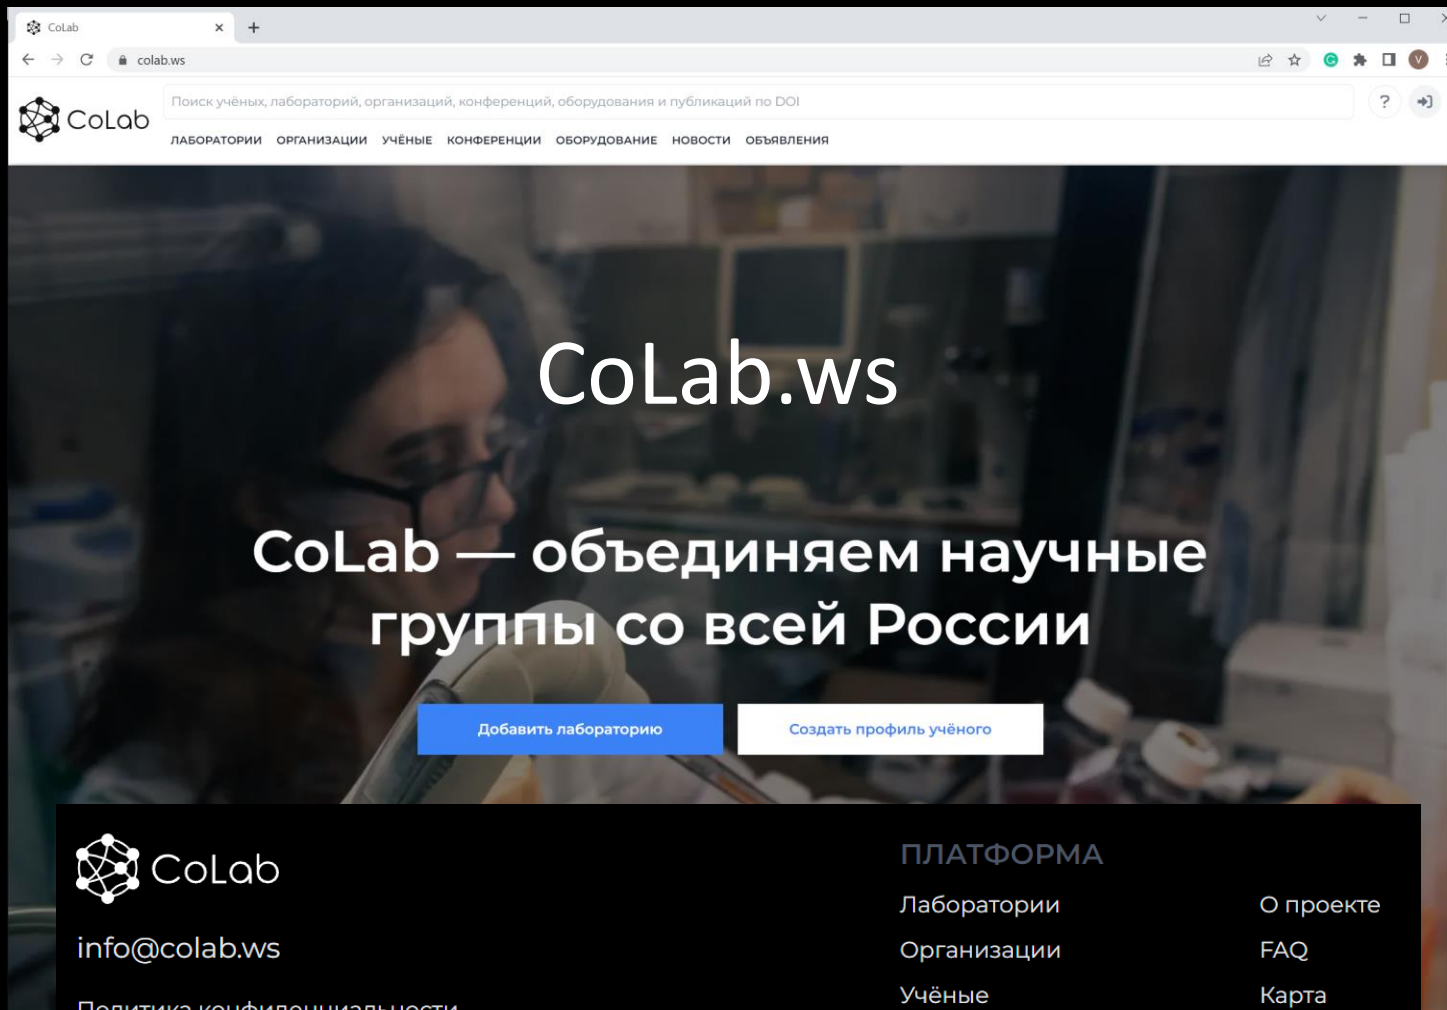 CoLab
colab.ws
V
CoLab
Поиск учёных, лабораторий, организаций, конференций, оборудования и публикаций по DOI
?
ЛАБОРАТОРИИ ОРГАНИЗАЦИИ УЧЁНЫЕ КОНФЕРЕНЦИИ ОБОРУДОВАНИЕ НОВОСТИ ОБЪЯВЛЕНИЯ
CoLab.ws
CoLab — объединяем научные
группы со всей России
Добавить лабораторию
Создать профиль учёного
CoLab
info@colab.ws
Политика конфиденциальности
ПЛАТФОРМА
Лаборатории
Организации
Учёные
О проекте
FAQ
Карта